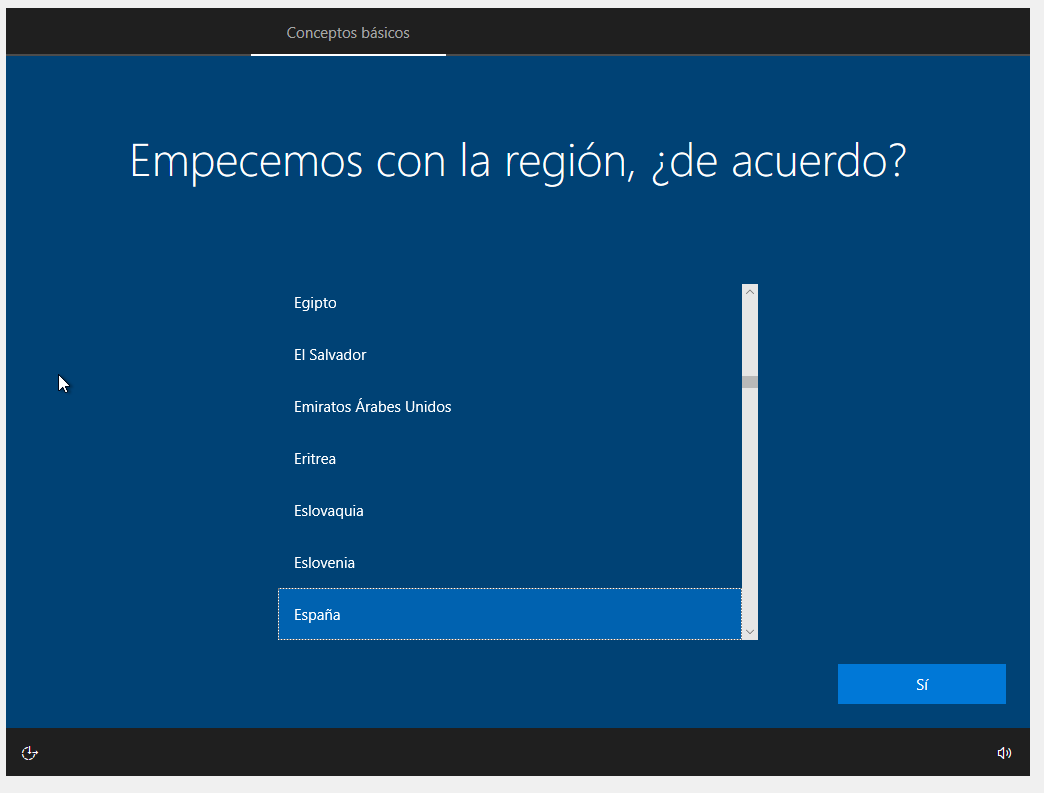 Conceptos básicos
Empecemos con la región, ¿de acuerdo?
Egipto
El Salvador
Emiratos Árabes Unidos
Eritrea
Eslovaquia
Eslovenia
España
Sí